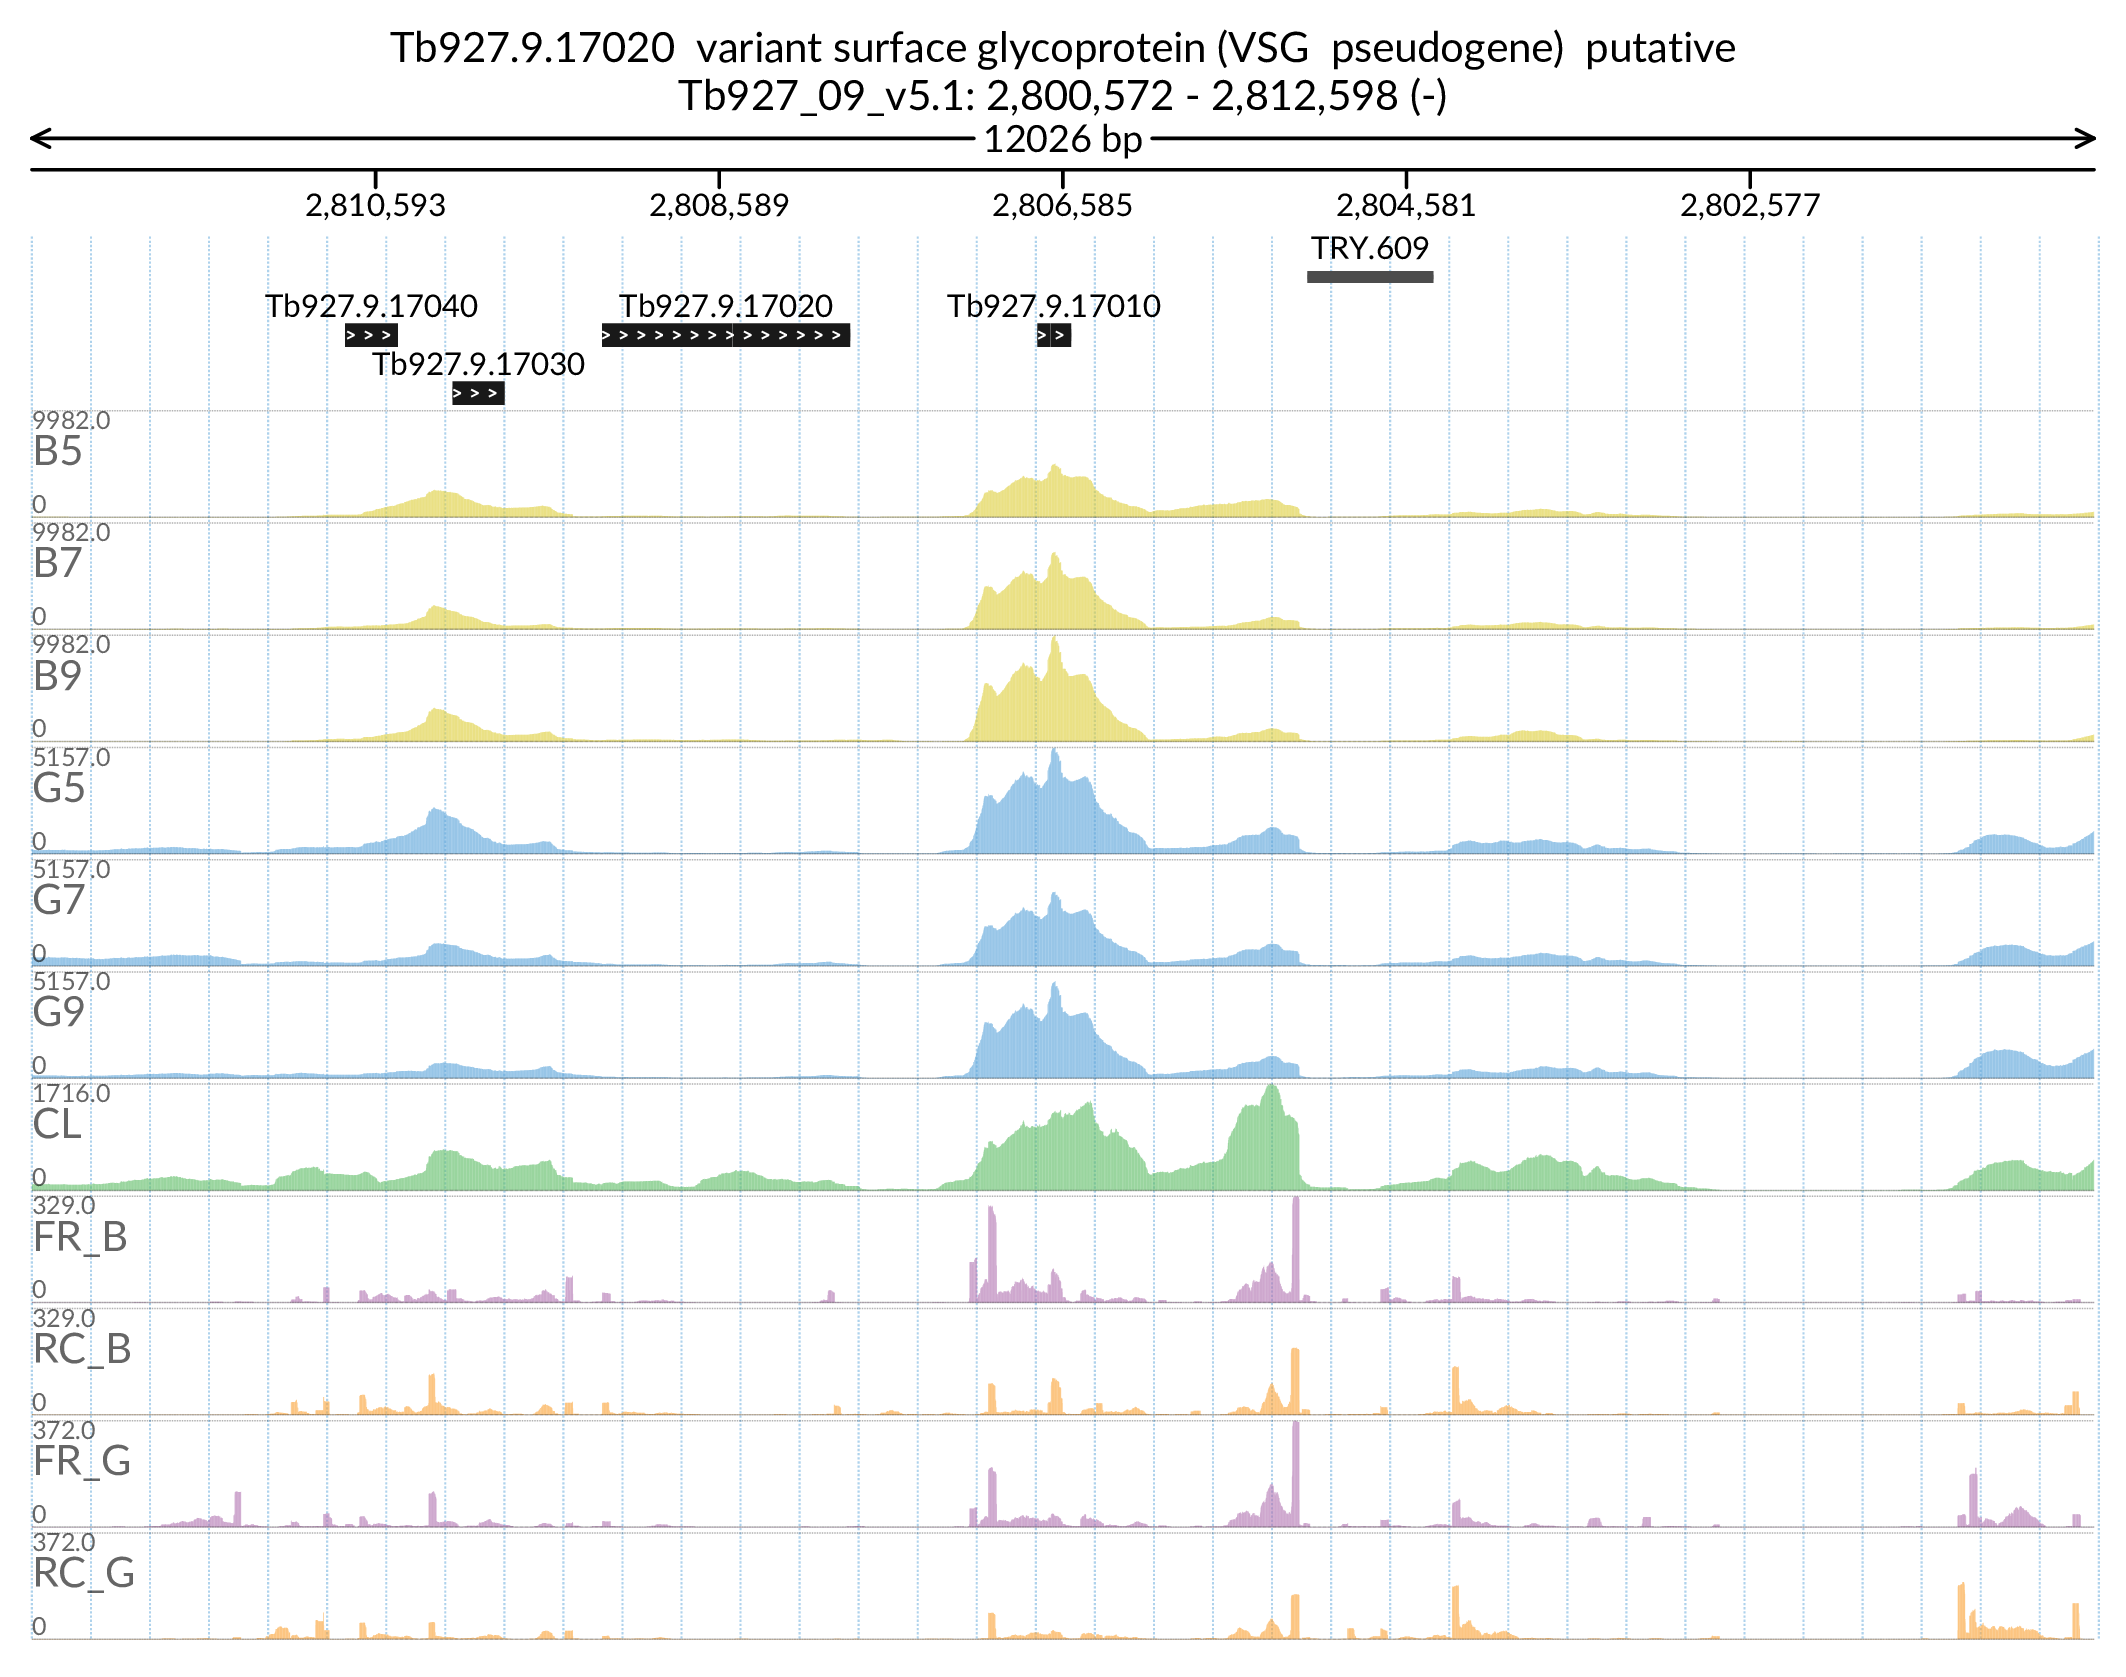 Tb927.9.17020  variant surface glycoprotein (VSG  pseudogene)  putative
Tb927_09_v5.1: 2,800,572 - 2,812,598 (-)
12026 bp
2,810,593 2,808,589 2,806,585 2,804,581 2,802,577
TRY.609
Tb927.9.17040 Tb927.9.17020 Tb927.9.17010
Tb927.9.17030
9982.0
B5
0
9982.0
B7
0
9982.0
B9
0
5157.0
G5
0
5157.0
G7
0
5157.0
G9
0
1716.0
CL
0
329.0
FR_B
0
329.0
RC_B
0
372.0
FR_G
0
372.0
RC_G
0